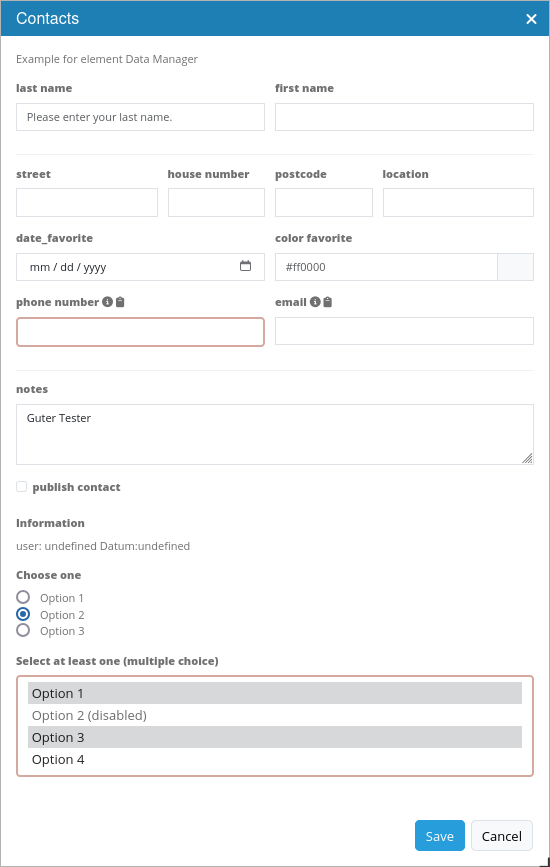 Contacts
Example for element Data Manager
last name first name
Please enter your last name.
street house number postcode location
date_favorite color favorite
mm / dd / yyyy #ff0000
phone number email
notes
Guter Tester
publish contact
Information
user: undefined Datum:undefined
Choose one
Option 1
Option 2
Option 3
Select at least one (multiple choice)
Option 1
Option 2 (disabled)
Option 3
Option 4
Save Cancel